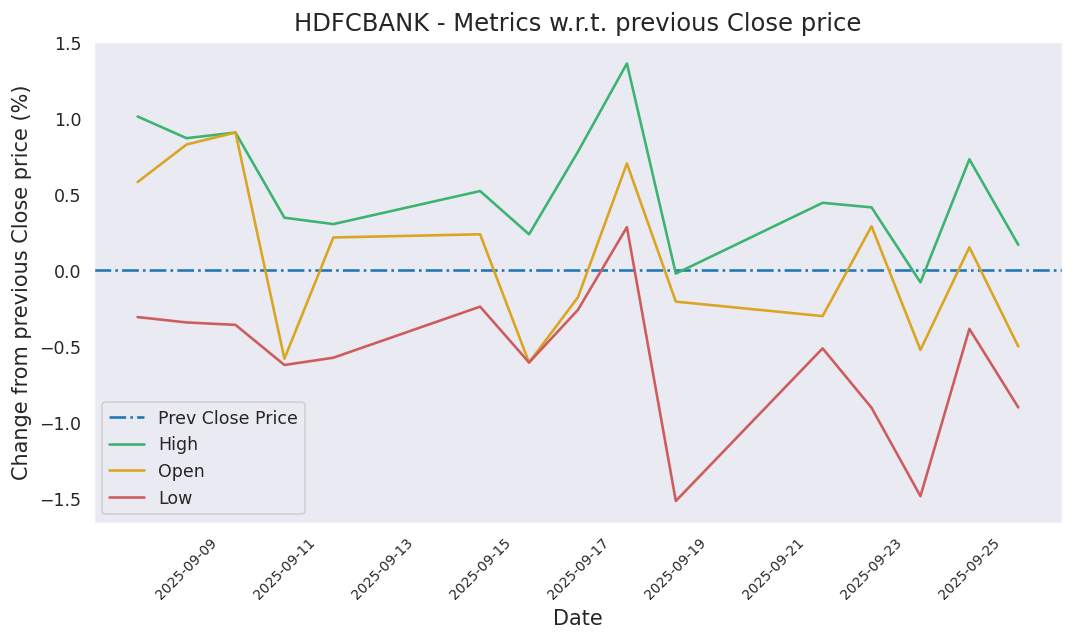 HDFCBANK - Metrics w.r.t. previous Close price
Change from previous Close price (%)
1.5
1.0
0.5
0.0
−0.5
−1.0
−1.5
Prev Close Price
High
Open
Low
2025-09-09
2025-09-11
2025-09-13
2025-09-15
2025-09-17
2025-09-19
2025-09-21
2025-09-23
2025-09-25
Date